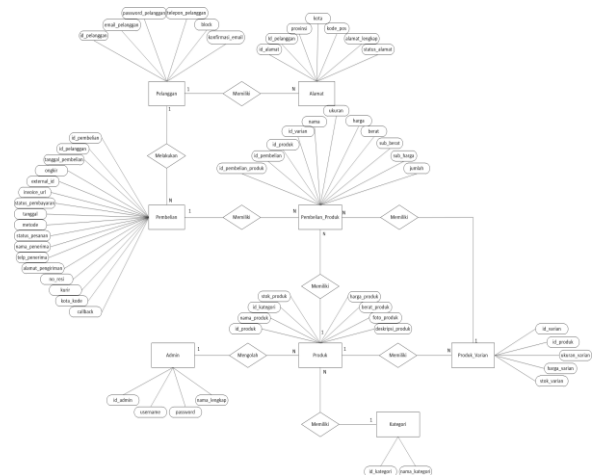 password_pelanggan
telepon_pelanggan
email_pelanggan
block
id_pelanggan
konfirmasi_email
kota
provinsi
kode_pos
id_pelanggan
alamat_lengkap
id_alamat
status_alamat
Pelanggan
1
Memiliki
N
Alamat
1
Melakukan
N
ukuran
nama
harga
id_varian
berat
id_produk
sub_berat
id_pembelian
sub_harga
id_pembelian_produk
jumlah
id_pembelian
id_pelanggan
tanggal_pembelian
ongkir
external_id
invoice_url
status_pembayaran
tanggal
metode
status_pesanan
nama_penerima
telp_penerima
alamat_pengiriman
no_resi
kurir
kota_kode
callback
Pembelian
1
Memiliki
N
Pembelian_Produk
N
Memiliki
1
N
Memiliki
1
stok_produk
harga_produk
id_kategori
berat_produk
nama_produk
foto_produk
id_produk
deskripsi_produk
Admin
1
Mengolah
N
Produk
1
Memiliki
N
Produk_Varian
id_varian
id_produk
ukuran_varian
harga_varian
stok_varian
id_admin
nama_lengkap
username
password
N
Memiliki
1
Kategori
id_kategori
nama_kategori